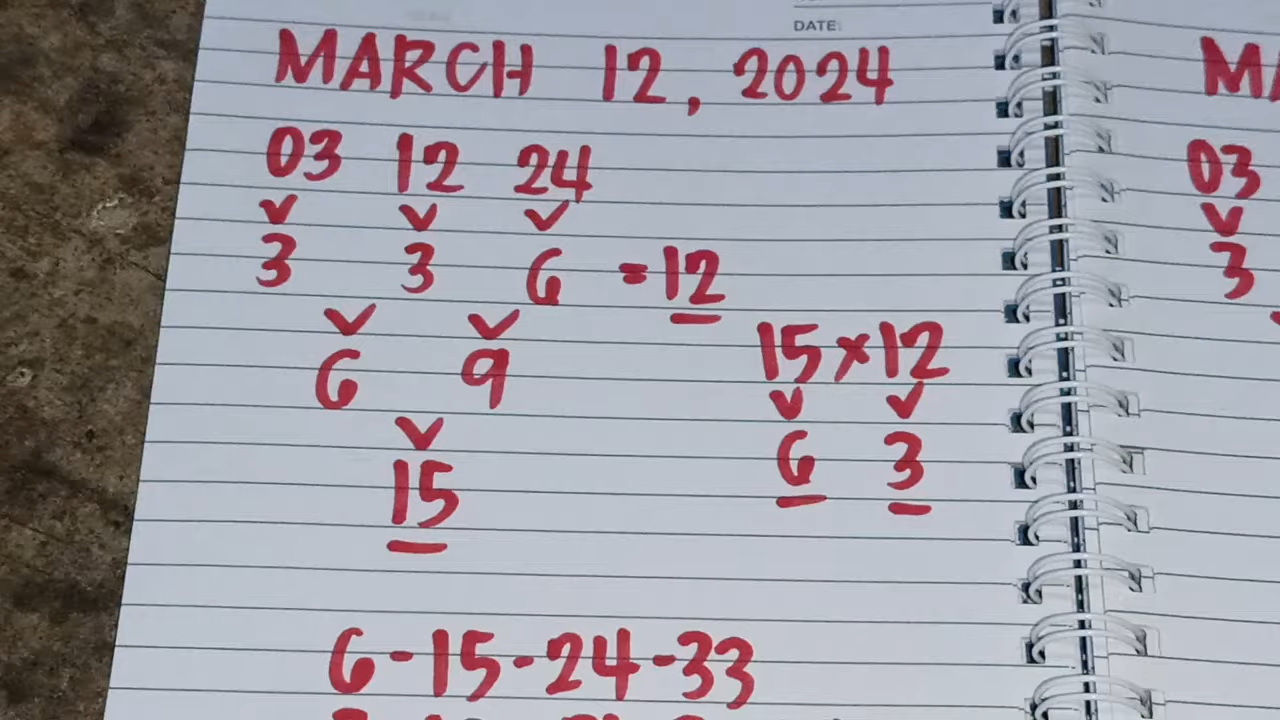 DATE:
MARCH 12, 2024
03 12 24
3 3 6 = 12
6 9
15
15 x 12
6 3
6 - 15 - 24 - 33
MA
03
3